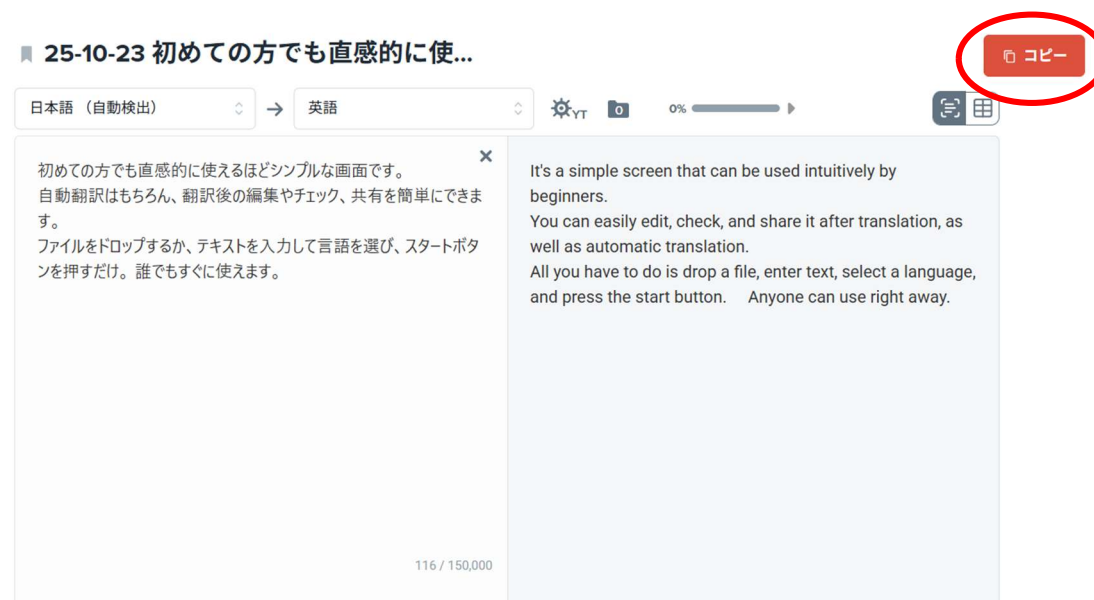 25-10-23 初めての方でも直感的に使...
コピー
日本語 （自動検出）
英語
YT
0
0%
初めての方でも直感的に使えるほどシンプルな画面です。
自動翻訳はもちろん、翻訳後の編集やチェック、共有を簡単にできま
す。
ファイルをドロップするか、テキストを入力して言語を選び、スタートボタ
ンを押すだけ。誰でもすぐに使えます。
116 / 150,000
It's a simple screen that can be used intuitively by
beginners.
You can easily edit, check, and share it after translation, as
well as automatic translation.
All you have to do is drop a file, enter text, select a language,
and press the start button.　Anyone can use right away.